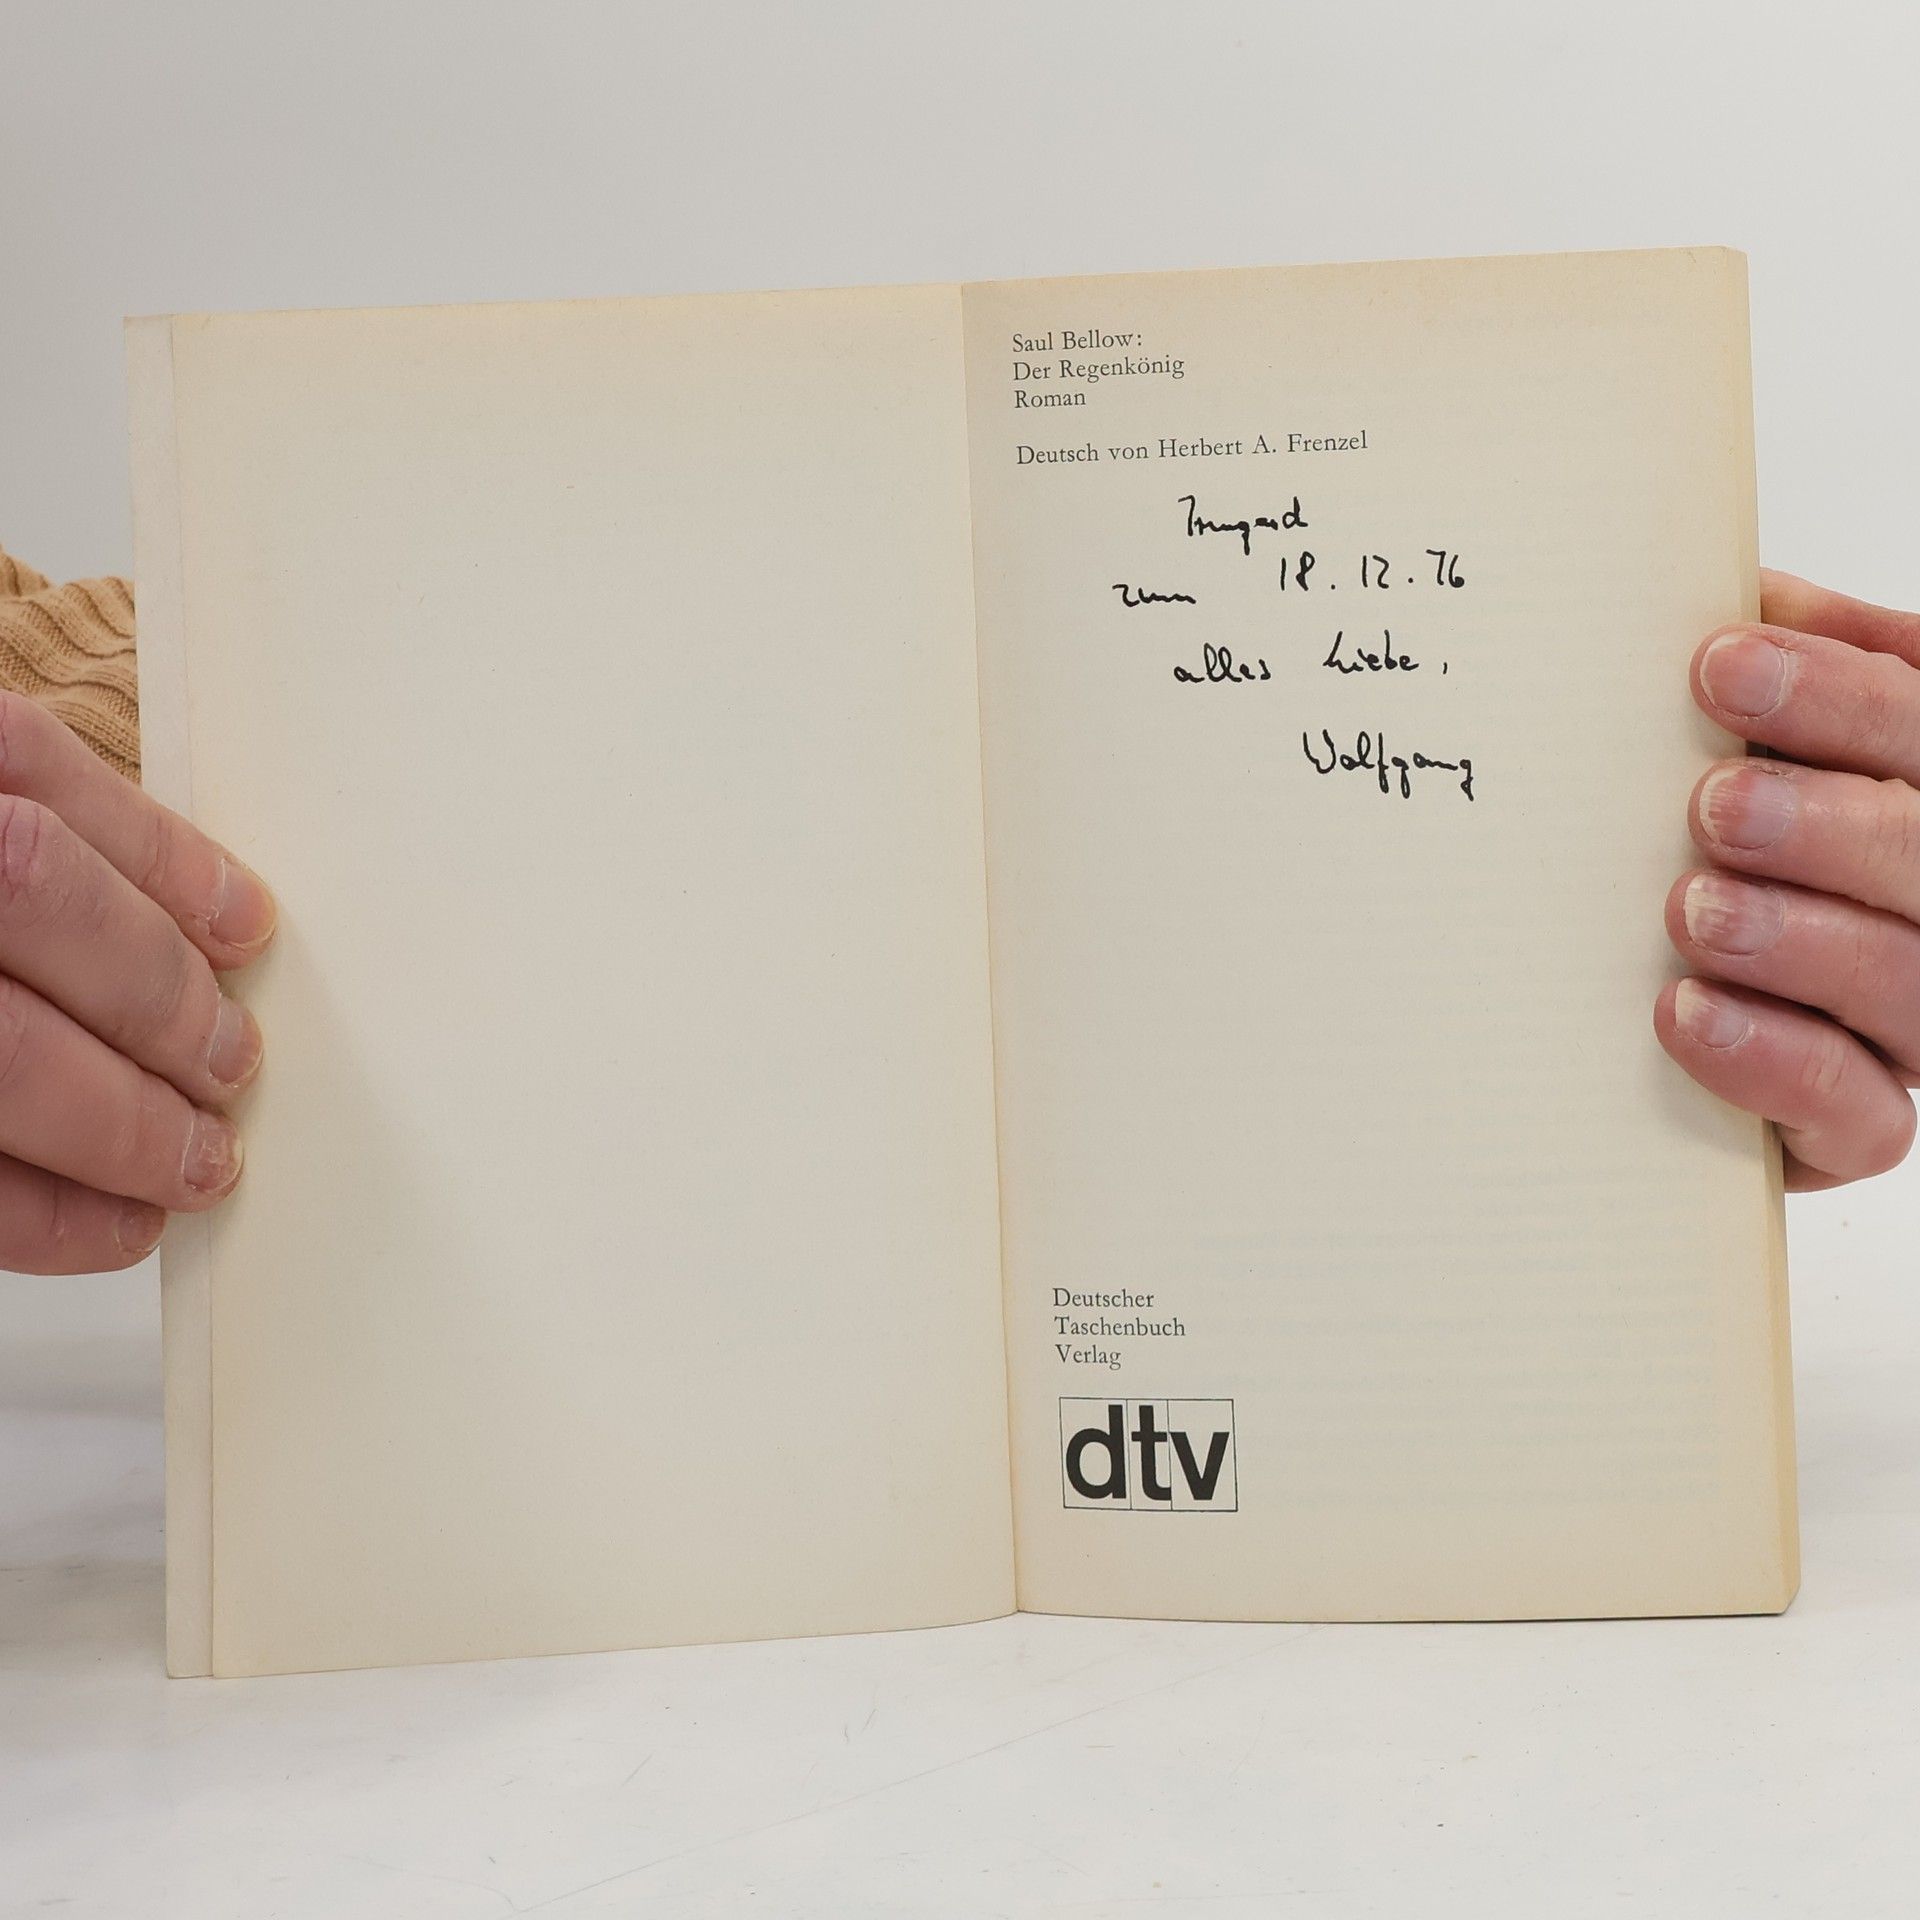 Saul Bellow:
Der Regenkönig
Roman
Deutsch von Herbert A. Frenzel
Irmgard
zum 18.12.76
alles Liebe,
Wolfgang
Deutscher
Taschenbuch
Verlag
dtv